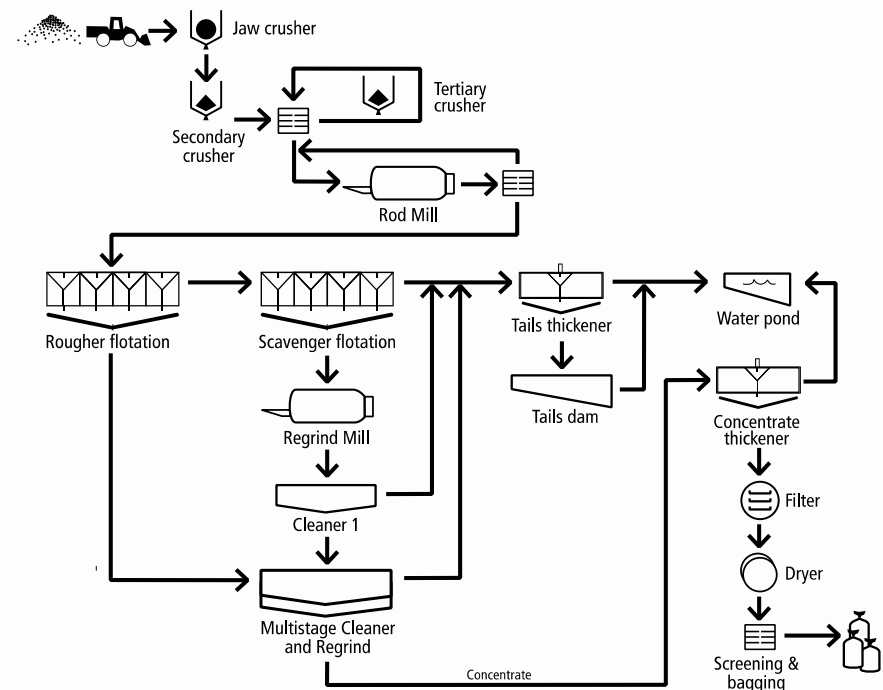 Jaw crusher
Tertiary
crusher
Secondary
crusher
Rod Mill
Rougher flotation
Scavenger flotation
Tails thickener
Water pond
Tails dam
Concentrate
thickener
Regrind Mill
Filter
Cleaner 1
Dryer
Multistage Cleaner
and Regrind
Concentrate
Screening &
bagging